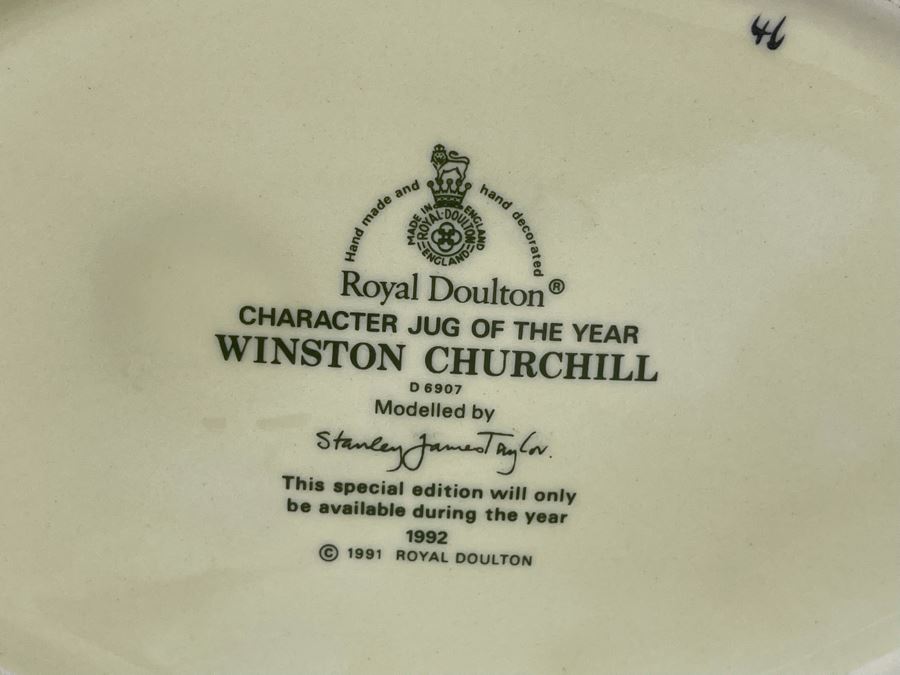 46
Hand made and hand decorated
MADE IN ENGLAND
ROYAL·DOULTON
ENGLAND
Royal Doulton®
CHARACTER JUG OF THE YEAR
WINSTON CHURCHILL
D 6907
Modelled by
Stanley James Taylor.
This special edition will only
be available during the year
1992
© 1991 ROYAL DOULTON